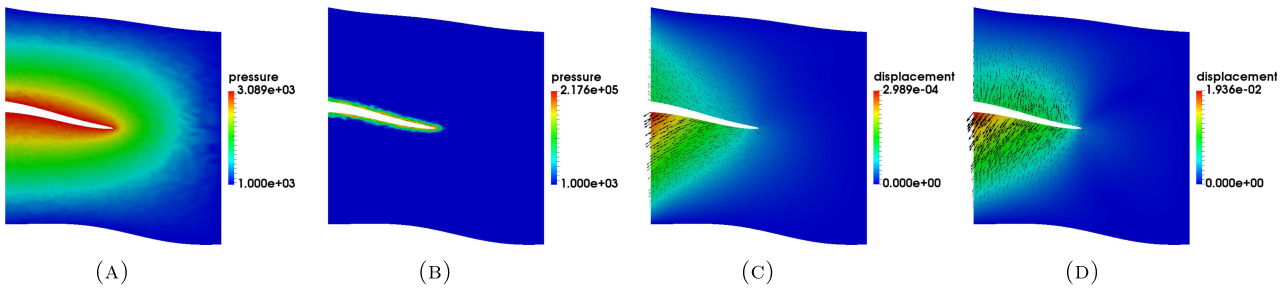 pressure
3.089e+03
1.000e+03
(A)
pressure
2.176e+05
1.000e+03
(B)
displacement
2.989e-04
0.000e+00
(C)
displacement
1.936e-02
0.000e+00
(D)